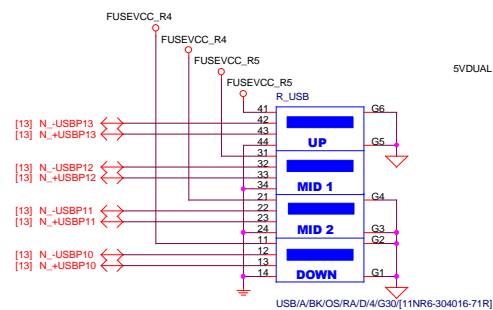 FUSEVCC_R4
FUSEVCC_R4
FUSEVCC_R5
5VDUAL
FUSEVCC_R5
R_USB
41 G6
[13] N_-USBP13 42
[13] N_+USBP13 43
44 UP G5
31
[13] N_-USBP12 32
[13] N_+USBP12 33
34 MID 1
21 G4
[13] N_-USBP11 22
[13] N_+USBP11 23
24 MID 2 G3
11 G2
[13] N_-USBP10 12
[13] N_+USBP10 13
14 DOWN G1
USB/A/BK/OS/RA/D/4/G30/[11NR6-304016-71R]